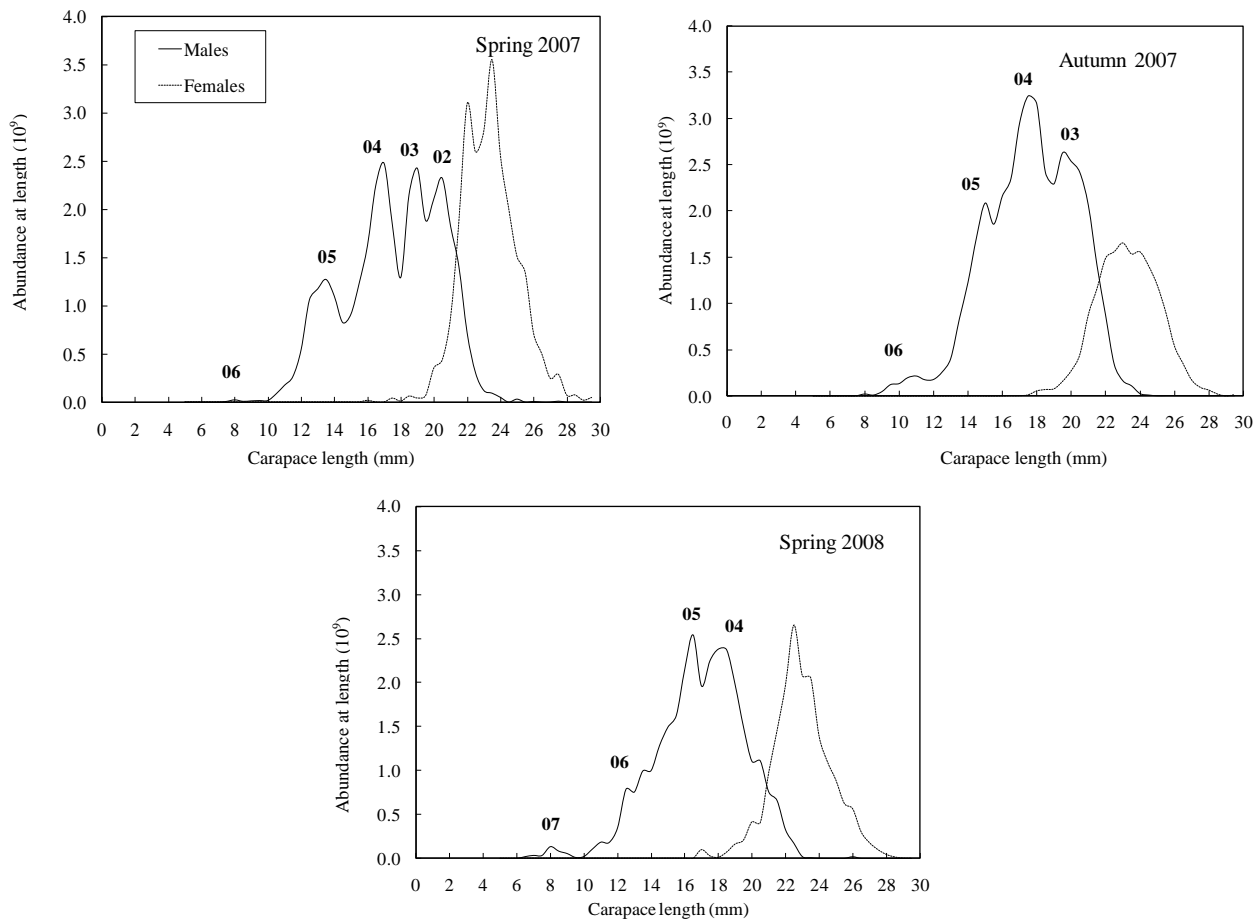 Spring 2007
Males
Females
4.0
3.5
3.0
2.5
2.0
1.5
1.0
0.5
0.0
Abundance at length (10⁹)
06
05
04
03
02
0 2 4 6 8 10 12 14 16 18 20 22 24 26 28 30
Carapace length (mm)
Autumn 2007
4.0
3.5
3.0
2.5
2.0
1.5
1.0
0.5
0.0
Abundance at length (10⁹)
06
05
04
03
0 2 4 6 8 10 12 14 16 18 20 22 24 26 28 30
Carapace length (mm)
Spring 2008
4.0
3.5
3.0
2.5
2.0
1.5
1.0
0.5
0.0
Abundance at length (10⁹)
07
06
05
04
0 2 4 6 8 10 12 14 16 18 20 22 24 26 28 30
Carapace length (mm)